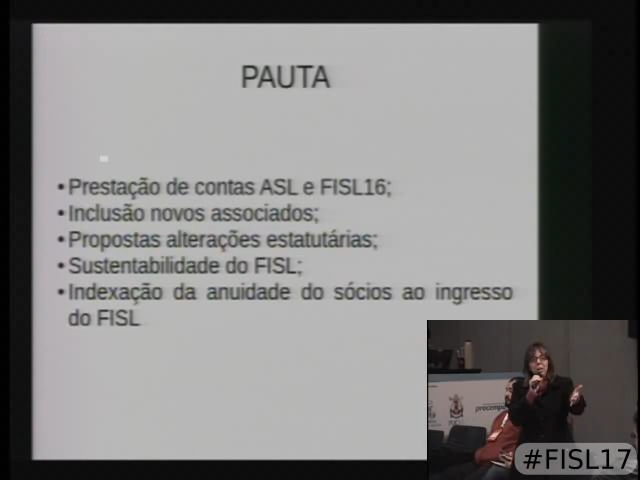 PAUTA
•Prestação de contas ASL e FISL16;
•Inclusão novos associados;
•Propostas alterações estatutárias;
•Sustentabilidade do FISL;
•Indexação da anuidade do sócios ao ingresso
do FISL
procempa
#FISL17